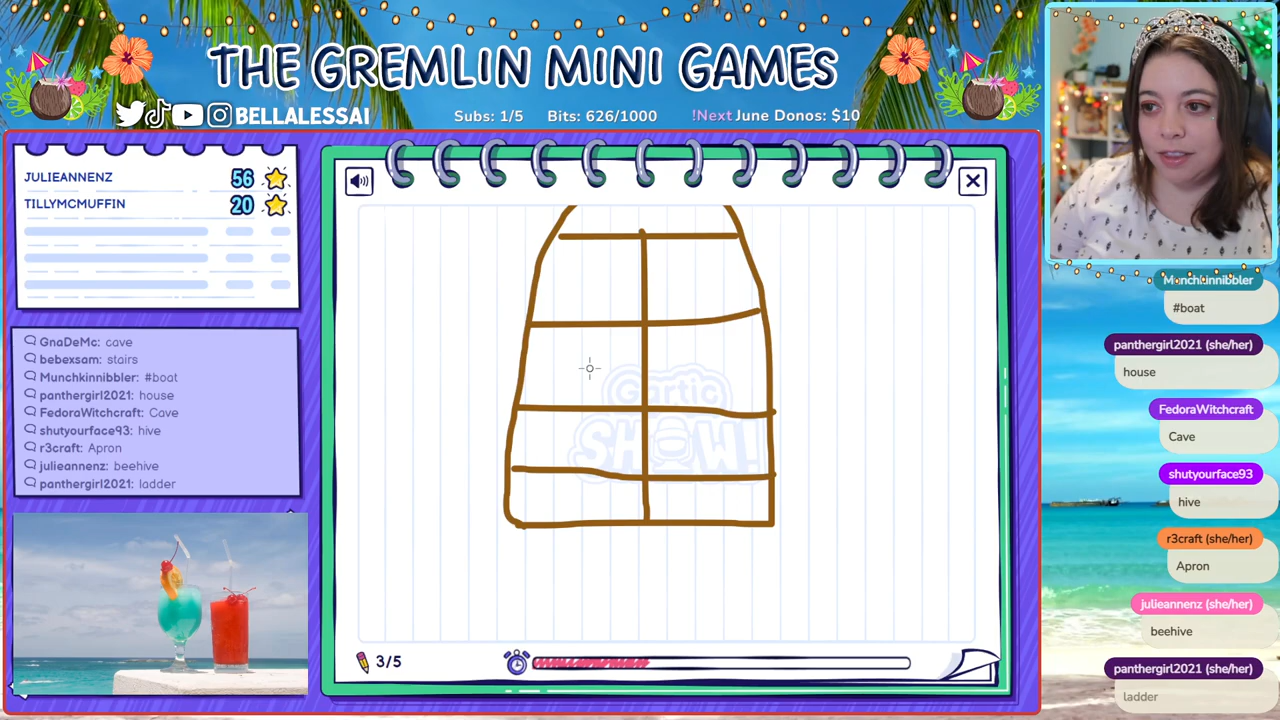 THE GREMLIN MINI GAMES
BELLALESSAI
Subs: 1/5 Bits: 626/1000 !Next June Donos: $10
JULIEANNENZ 56
TILLYMCMUFFIN 20
GnaDeMc: cave
bebexsam: stairs
Munchkinnibbler: #boat
panthergirl2021: house
FedoraWitchcraft: Cave
shutyourface93: hive
r3craft: Apron
julieannenz: beehive
panthergirl2021: ladder
Gartic
SHOW!
3/5
Munchkinnibbler
#boat
panthergirl2021 (she/her)
house
FedoraWitchcraft
Cave
shutyourface93
hive
r3craft (she/her)
Apron
julieannenz (she/her)
beehive
panthergirl2021 (she/her)
ladder